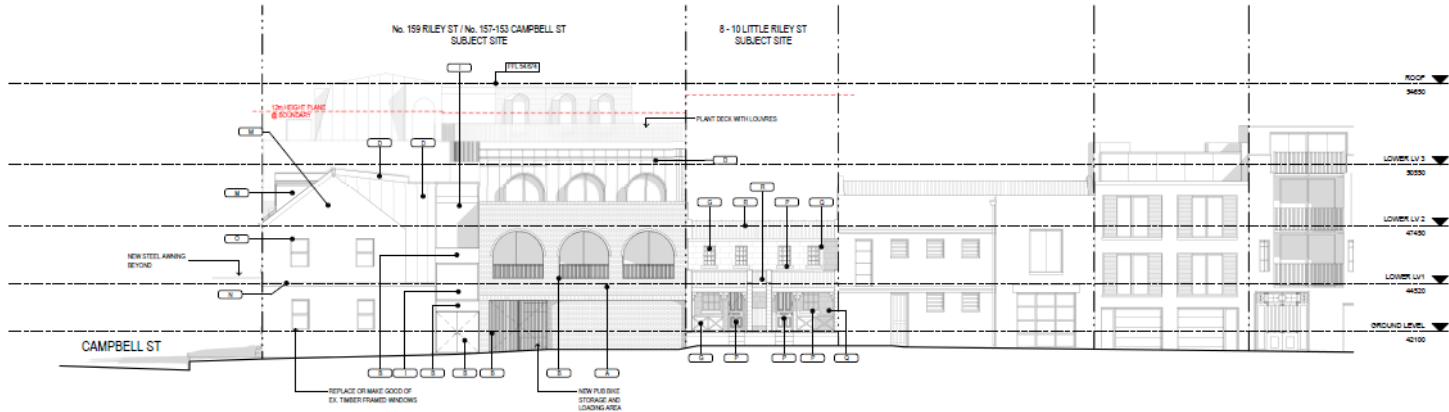 No. 159 RILEY ST / No. 157-153 CAMPBELL ST
SUBJECT SITE
8 - 10 LITTLE RILEY ST
SUBJECT SITE
FFL 54.674
ROOF
54650
12m HEIGHT PLANE
@ BOUNDARY
PLANT DECK WITH LOUVRES
M
D
D
D
LOWER LV 3
50550
M
G
R
R
P
Q
LOWER LV 2
47450
O
NEW STEEL AWNING
BEYOND
N
LOWER LV1
44520
GROUND LEVEL
42100
CAMPBELL ST
G
P
P
P
Q
B
I
B
B
B
B
A
REPLACE OR MAKE GOOD OF
EX. TIMBER FRAMED WINDOWS
NEW PUB BIKE
STORAGE AND
LOADING AREA